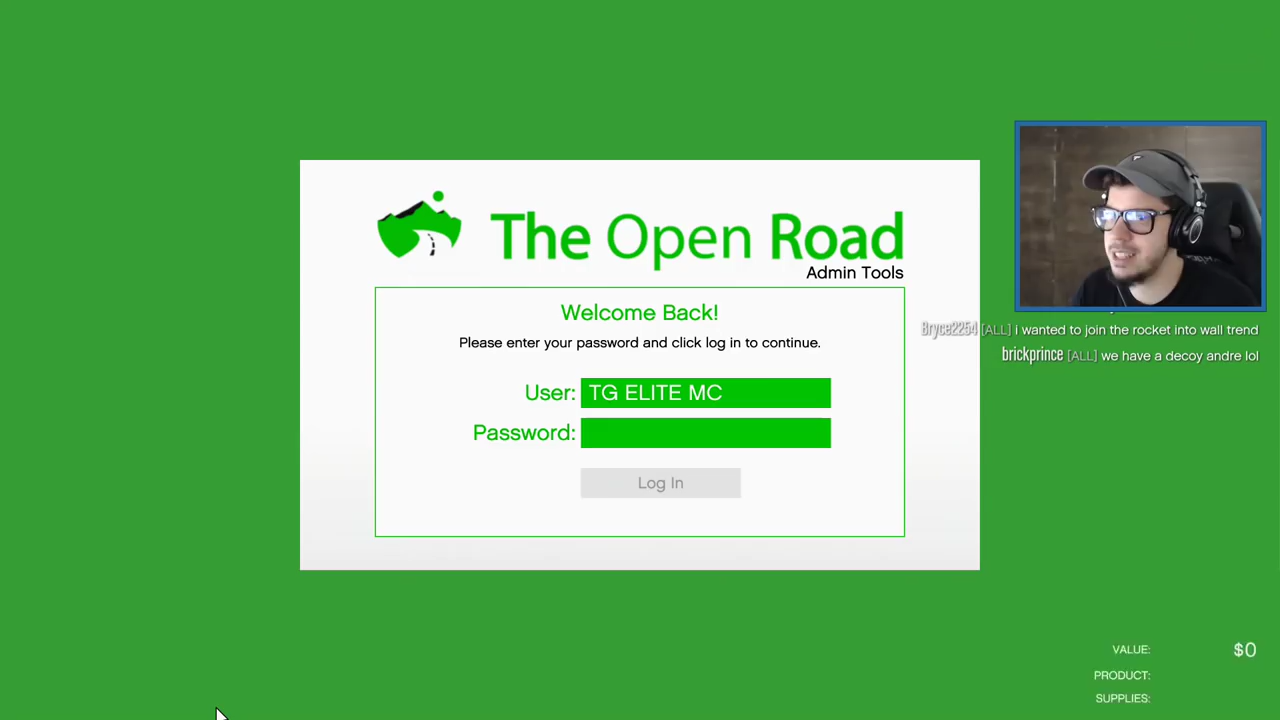 The Open Road
Admin Tools
Welcome Back!
Please enter your password and click log in to continue.
User: TG ELITE MC
Password:
Log In
Bryce2254 [ALL] i wanted to join the rocket into wall trend
brickprince [ALL] we have a decoy andre lol
VALUE: $0
PRODUCT:
SUPPLIES: